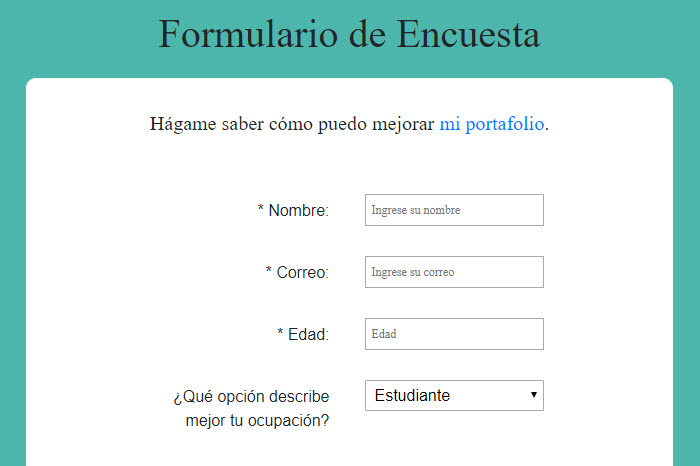 Formulario de Encuesta
Hágame saber cómo puedo mejorar mi portafolio.
* Nombre: Ingrese su nombre
* Correo: Ingrese su correo
* Edad: Edad
¿Qué opción describe Estudiante
mejor tu ocupación?